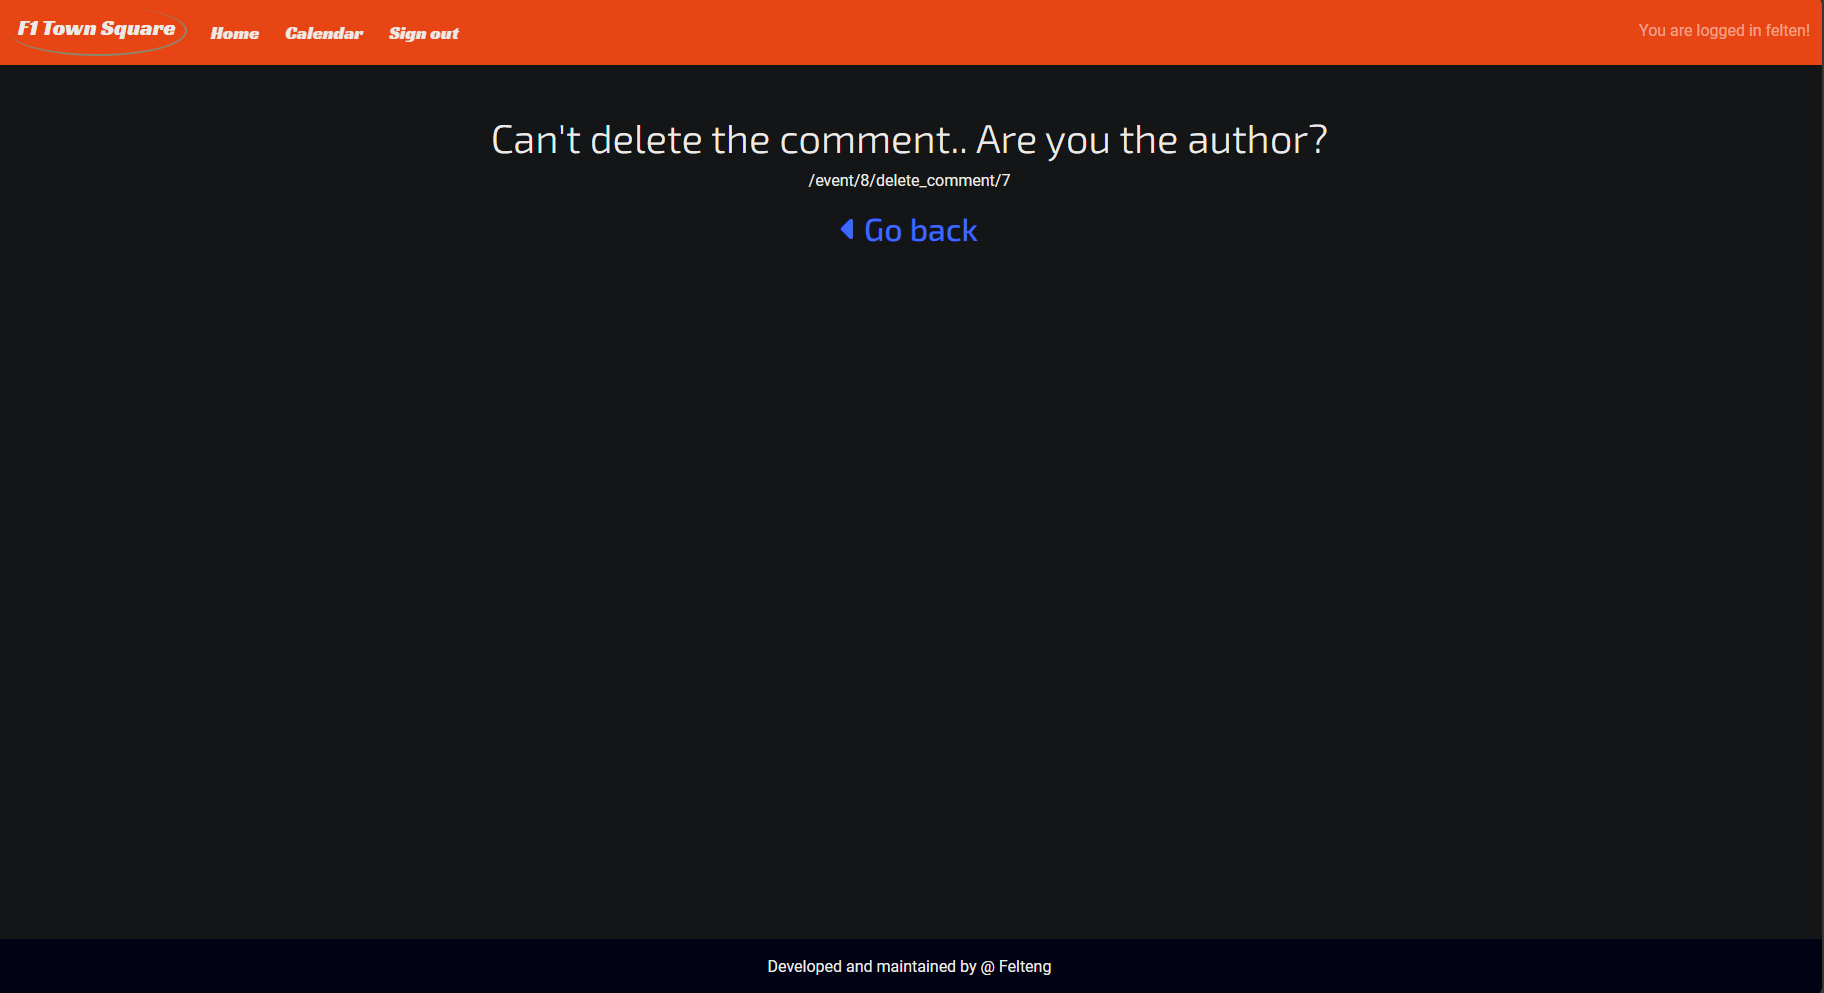 F1 Town Square Home Calendar Sign out You are logged in felten!
Can't delete the comment.. Are you the author?
/event/8/delete_comment/7
Go back
Developed and maintained by @ Felteng